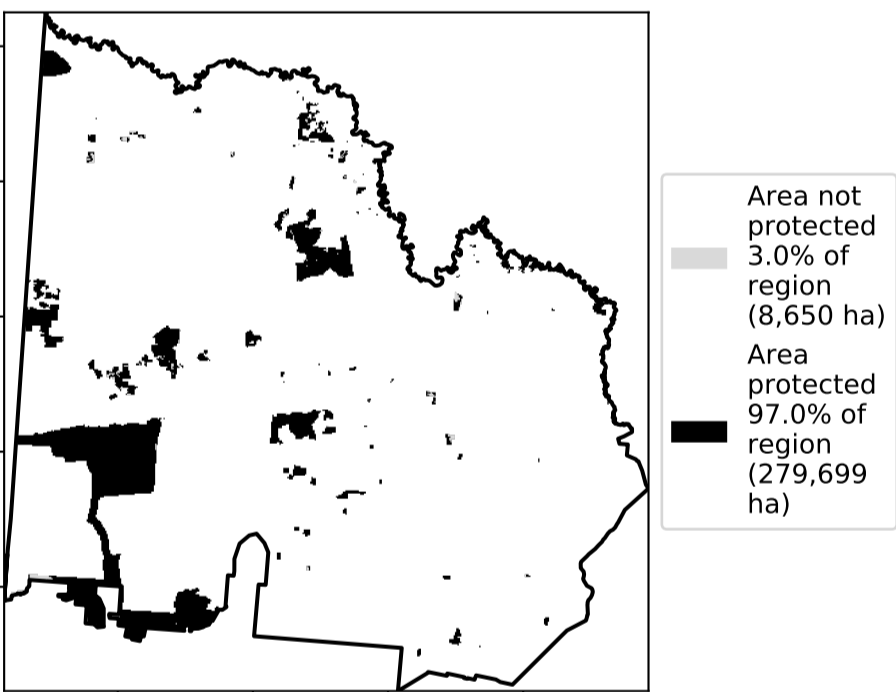 Area not
protected
3.0% of
region
(8,650 ha)
Area
protected
97.0% of
region
(279,699
ha)